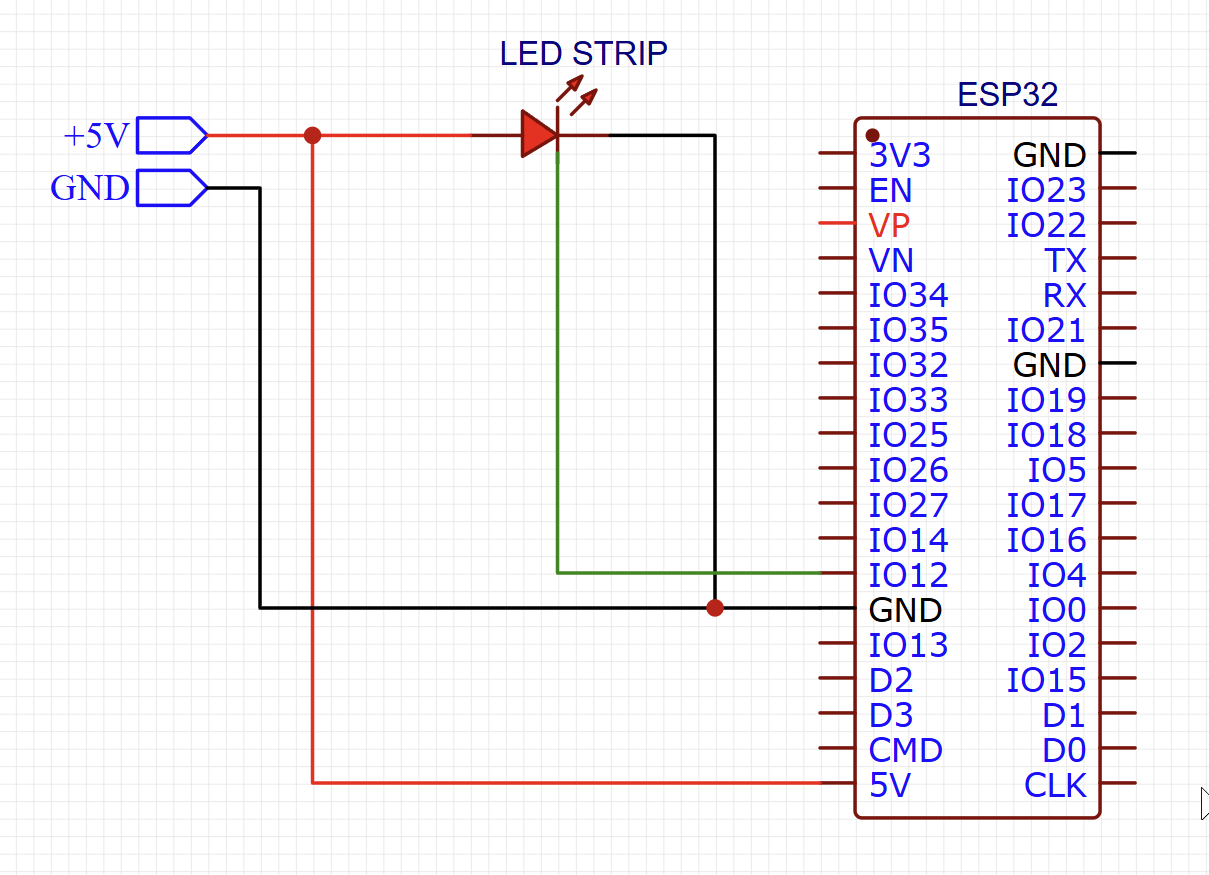 LED STRIP
ESP32
+5V
GND
3V3 GND
EN IO23
VP IO22
VN TX
IO34 RX
IO35 IO21
IO32 GND
IO33 IO19
IO25 IO18
IO26 IO5
IO27 IO17
IO14 IO16
IO12 IO4
GND IO0
IO13 IO2
D2 IO15
D3 D1
CMD D0
5V CLK